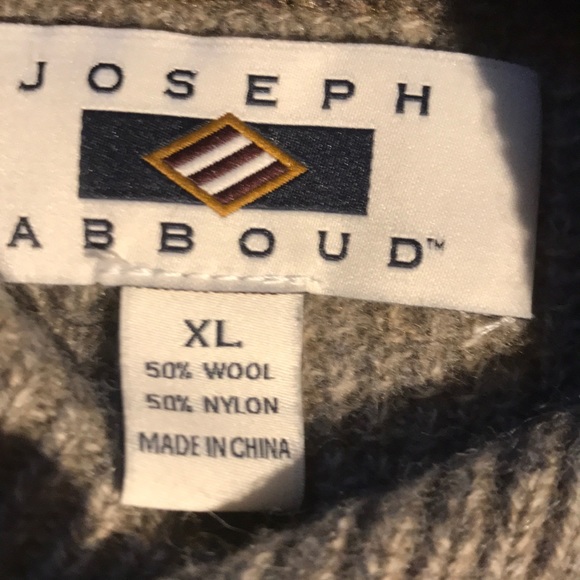 JOSEPH
ABBOUD™
XL
50% WOOL
50% NYLON
MADE IN CHINA